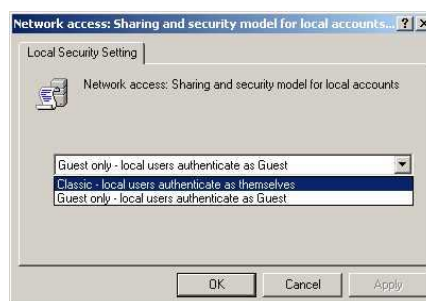 Network access: Sharing and security model for local accounts...
Local Security Setting
Network access: Sharing and security model for local accounts
Guest only - local users authenticate as Guest
Classic - local users authenticate as themselves
Guest only - local users authenticate as Guest
OK Cancel Apply